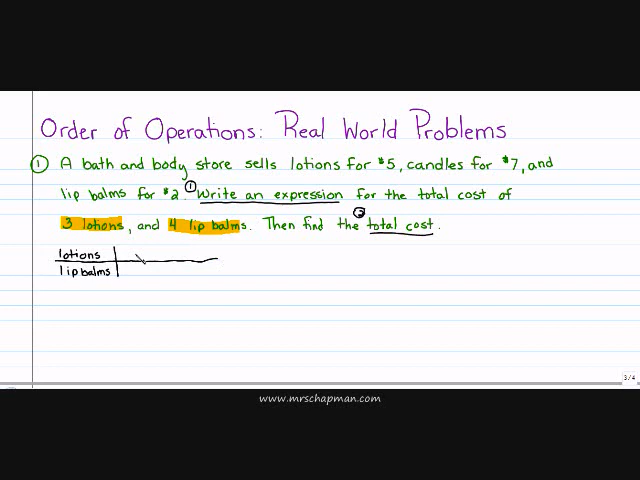 Order of Operations: Real World Problems
① A bath and body store sells lotions for $5, candles for $7, and
lip balms for $2. ① Write an expression for the total cost of
3 lotions, and 4 lip balms. Then find the ② total cost.
lotions
lip balms
3/4
www.mrschapman.com